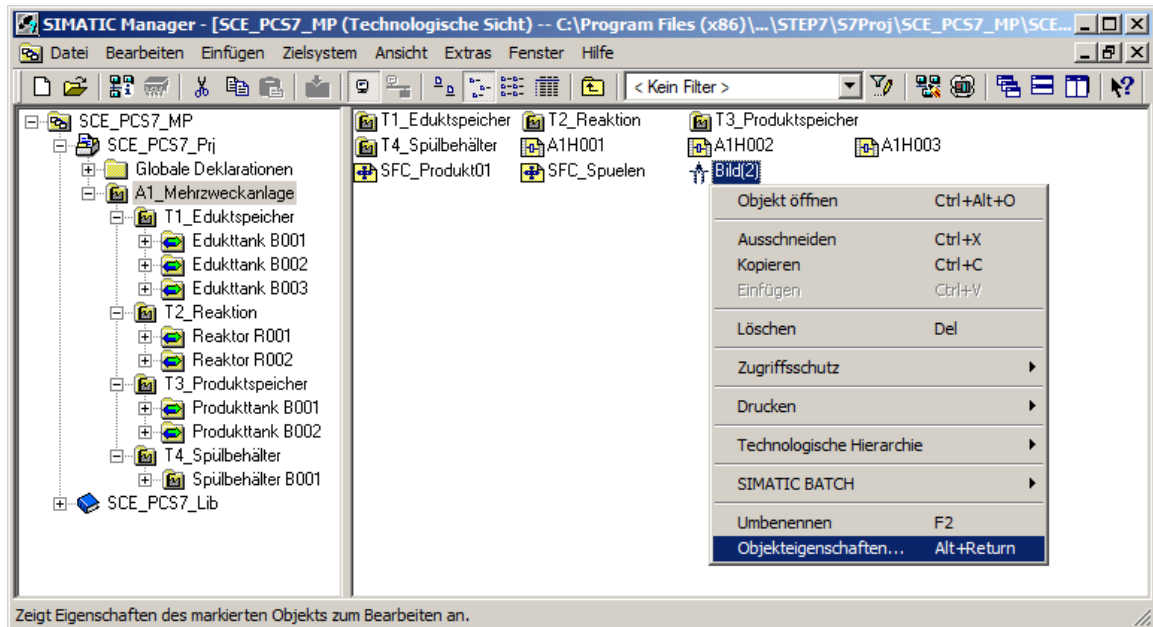 SIMATIC Manager - [SCE_PCS7_MP (Technologische Sicht) -- C:\Program Files (x86)\...\STEP7\S7Proj\SCE_PCS7_MP\SCE...
Datei Bearbeiten Einfügen Zielsystem Ansicht Extras Fenster Hilfe
< Kein Filter >
SCE_PCS7_MP
SCE_PCS7_Prj
Globale Deklarationen
A1_Mehrzweckanlage
T1_Eduktspeicher
Edukttank B001
Edukttank B002
Edukttank B003
T2_Reaktion
Reaktor R001
Reaktor R002
T3_Produktspeicher
Produkttank B001
Produkttank B002
T4_Spülbehälter
Spülbehälter B001
SCE_PCS7_Lib
T1_Eduktspeicher T2_Reaktion T3_Produktspeicher
T4_Spülbehälter A1H001 A1H002 A1H003
SFC_Produkt01 SFC_Spuelen Bild(2)
Objekt öffnen Ctrl+Alt+O
Ausschneiden Ctrl+X
Kopieren Ctrl+C
Einfügen Ctrl+V
Löschen Del
Zugriffsschutz
Drucken
Technologische Hierarchie
SIMATIC BATCH
Umbenennen F2
Objekteigenschaften... Alt+Return
Zeigt Eigenschaften des markierten Objekts zum Bearbeiten an.